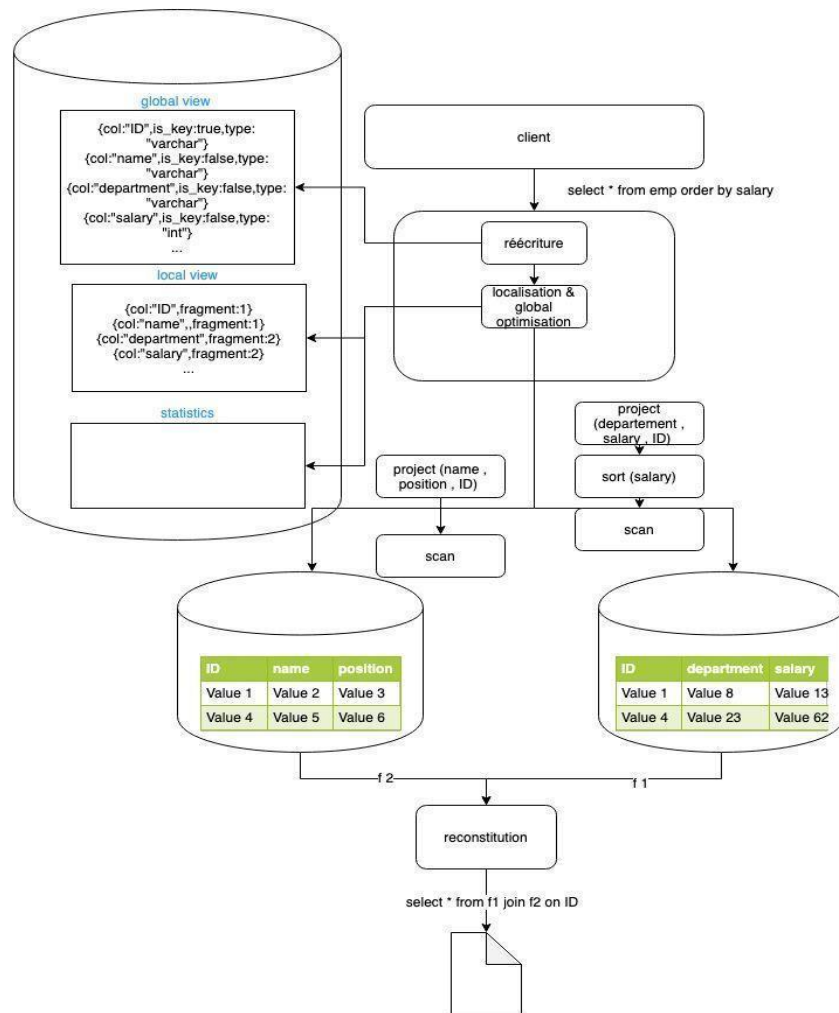 global view
{col:"ID",is_key:true,type:
"varchar"}
{col:"name",is_key:false,type:
"varchar"}
{col:"department",is_key:false,type:
"varchar"}
{col:"salary",is_key:false,type:
"int"}
...
local view
{col:"ID",fragment:1}
{col:"name",,fragment:1}
{col:"department",fragment:2}
{col:"salary",fragment:2}
...
statistics
client
select * from emp order by salary
réécriture
localisation &
global
optimisation
project (name ,
position , ID)
scan
project
(departement ,
salary , ID)
sort (salary)
scan
ID name position
Value 1 Value 2 Value 3
Value 4 Value 5 Value 6
ID department salary
Value 1 Value 8 Value 13
Value 4 Value 23 Value 62
f 2
f 1
reconstitution
select * from f1 join f2 on ID